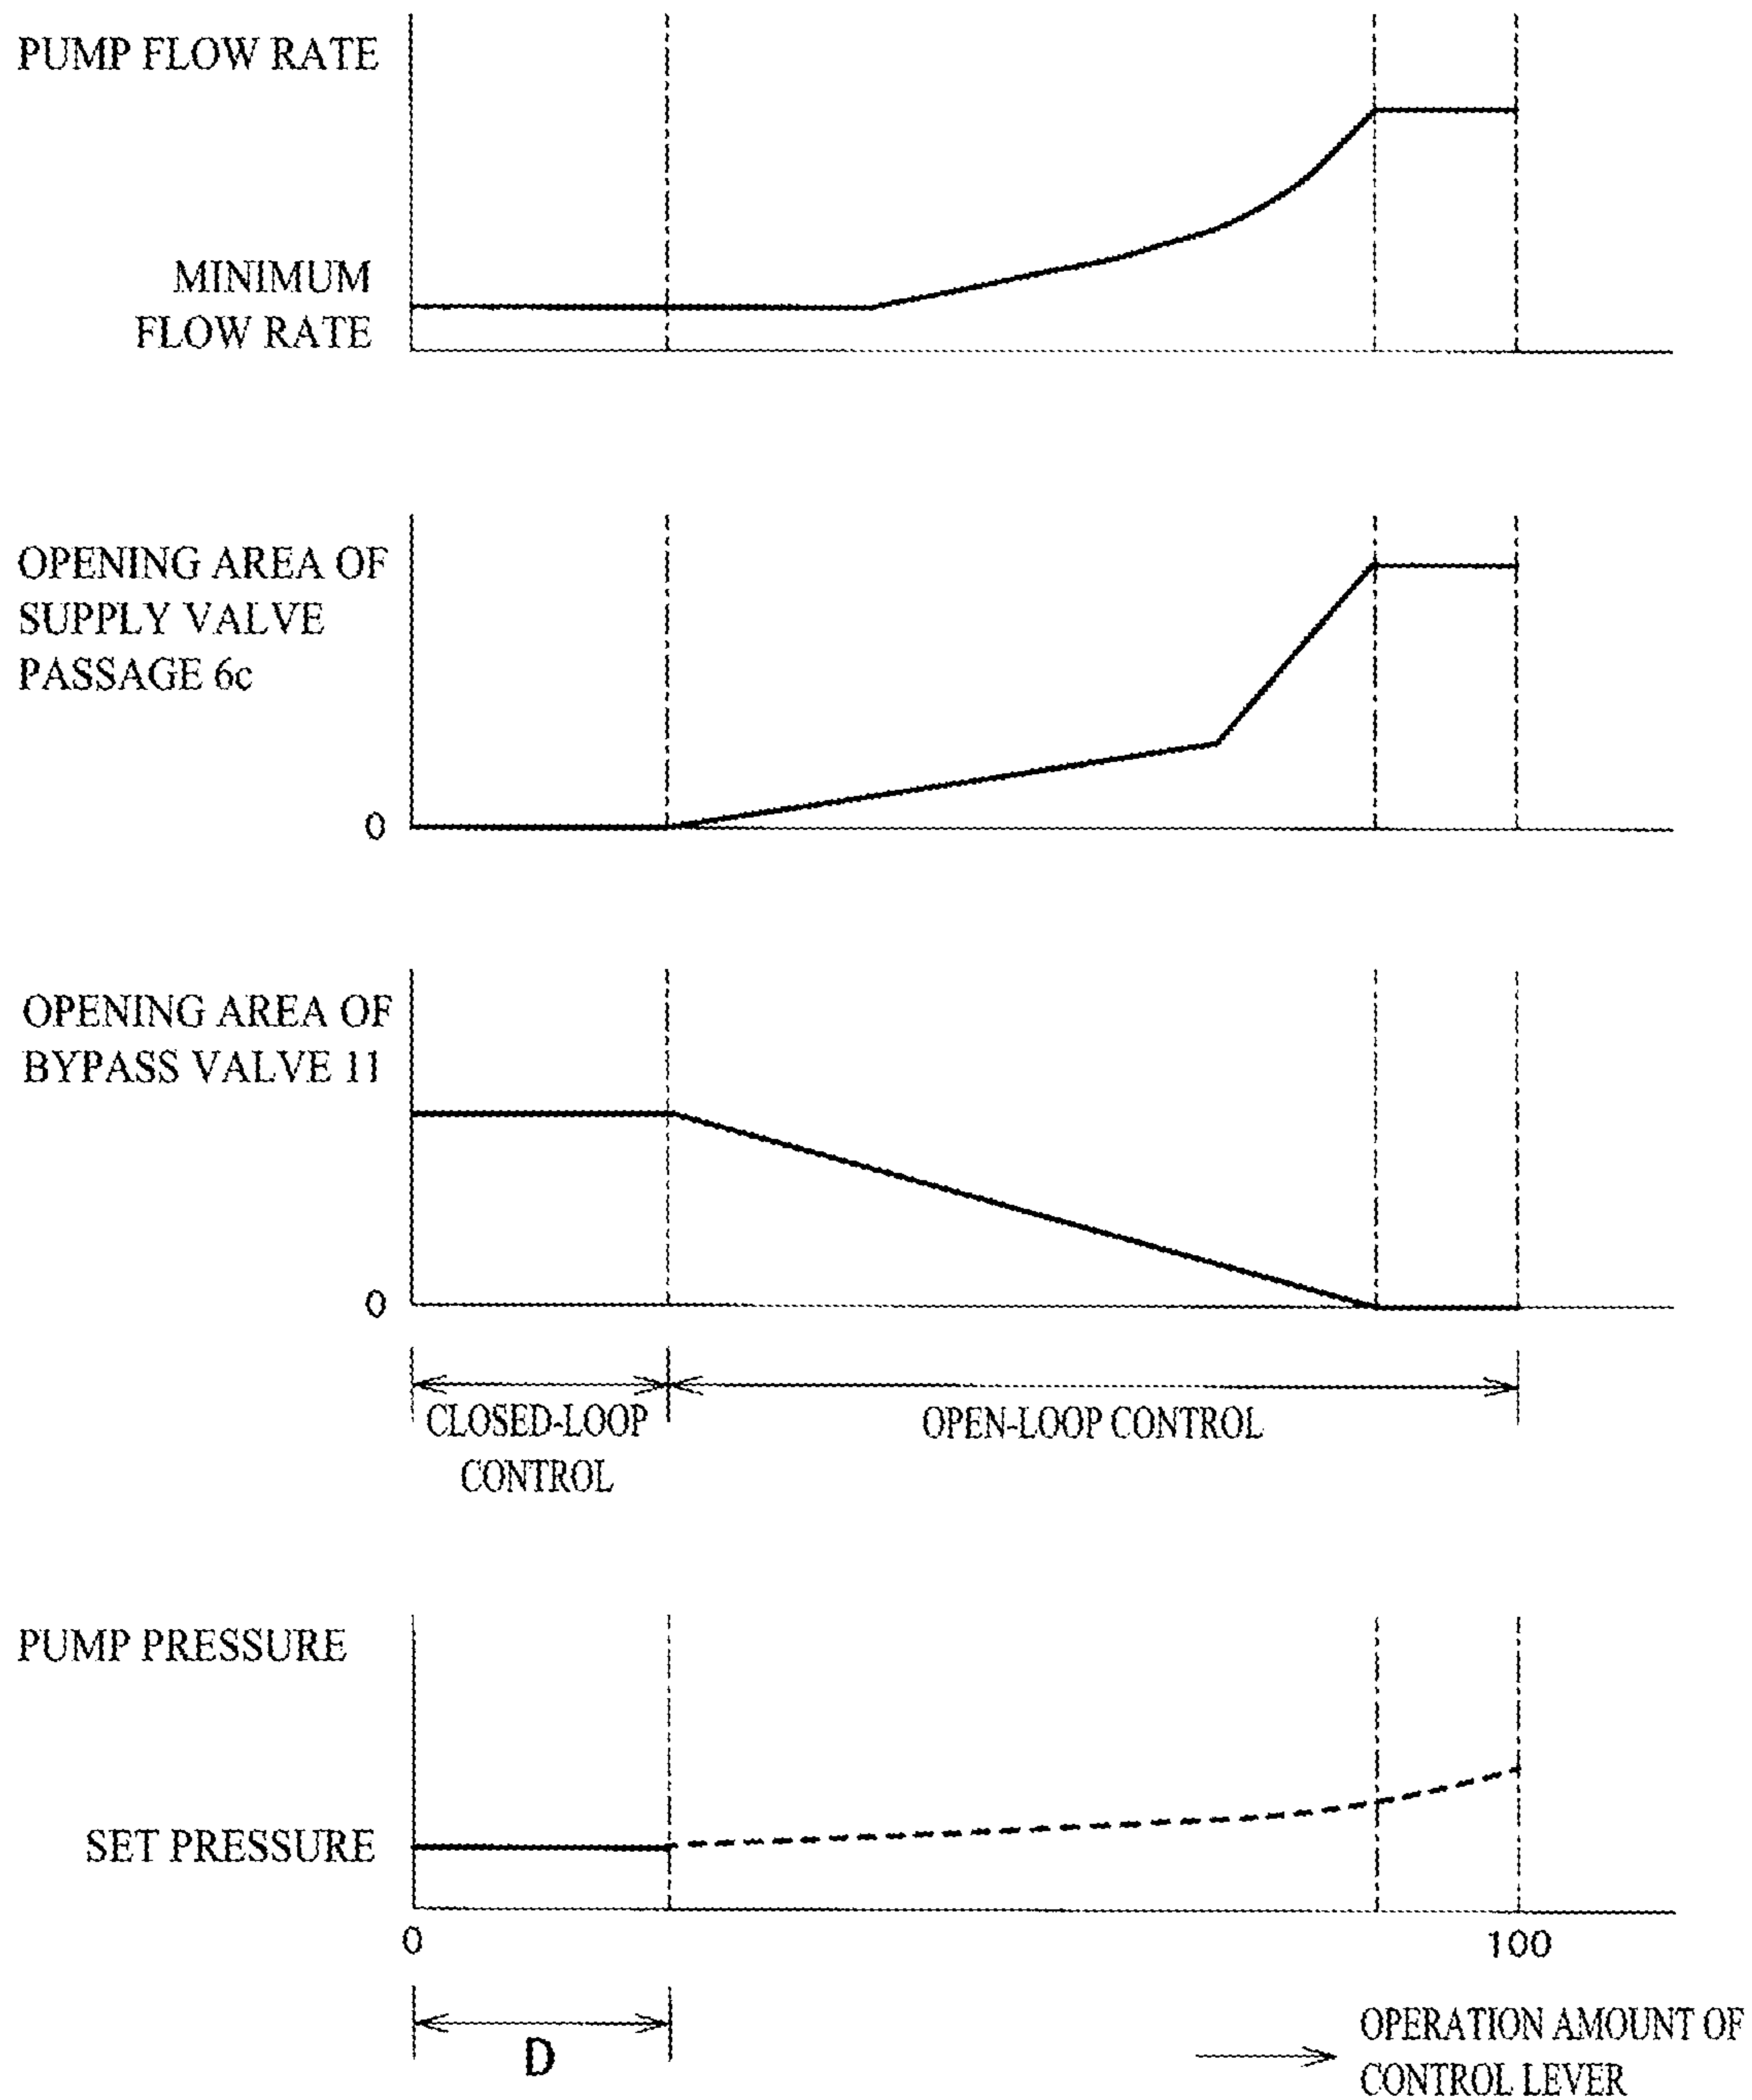 PUMP FLOW RATE
MINIMUM
FLOW RATE
OPENING AREA OF
SUPPLY VALVE
PASSAGE 6c
0
OPENING AREA OF
BYPASS VALVE 11
0
CLOSED-LOOP
CONTROL
OPEN-LOOP CONTROL
PUMP PRESSURE
SET PRESSURE
0
100
D
OPERATION AMOUNT OF
CONTROL LEVER